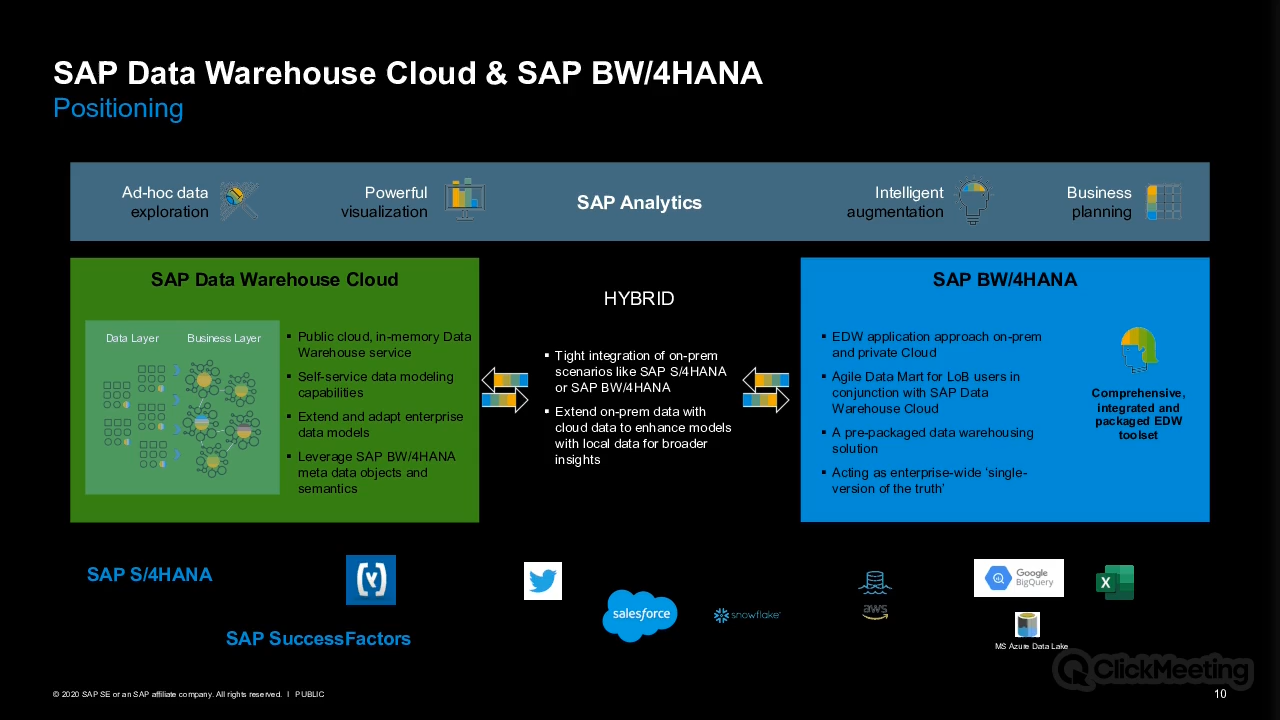 SAP Data Warehouse Cloud & SAP BW/4HANA
Positioning
Ad-hoc data
exploration
Powerful
visualization
SAP Analytics
Intelligent
augmentation
Business
planning
SAP Data Warehouse Cloud
Data Layer
Business Layer
▪ Public cloud, in-memory Data
Warehouse service
▪ Self-service data modeling
capabilities
▪ Extend and adapt enterprise
data models
▪ Leverage SAP BW/4HANA
meta data objects and
semantics
HYBRID
▪ Tight integration of on-prem
scenarios like SAP S/4HANA
or SAP BW/4HANA
▪ Extend on-prem data with
cloud data to enhance models
with local data for broader
insights
SAP BW/4HANA
▪ EDW application approach on-prem
and private Cloud
▪ Agile Data Mart for LoB users in
conjunction with SAP Data
Warehouse Cloud
▪ A pre-packaged data warehousing
solution
▪ Acting as enterprise-wide ‘single-
version of the truth’
Comprehensive,
integrated and
packaged EDW
toolset
SAP S/4HANA
SAP SuccessFactors
salesforce
snowflake
aws
Google
BigQuery
X
MS Azure Data Lake
ClickMeeting
© 2020 SAP SE or an SAP affiliate company. All rights reserved. I PUBLIC
10